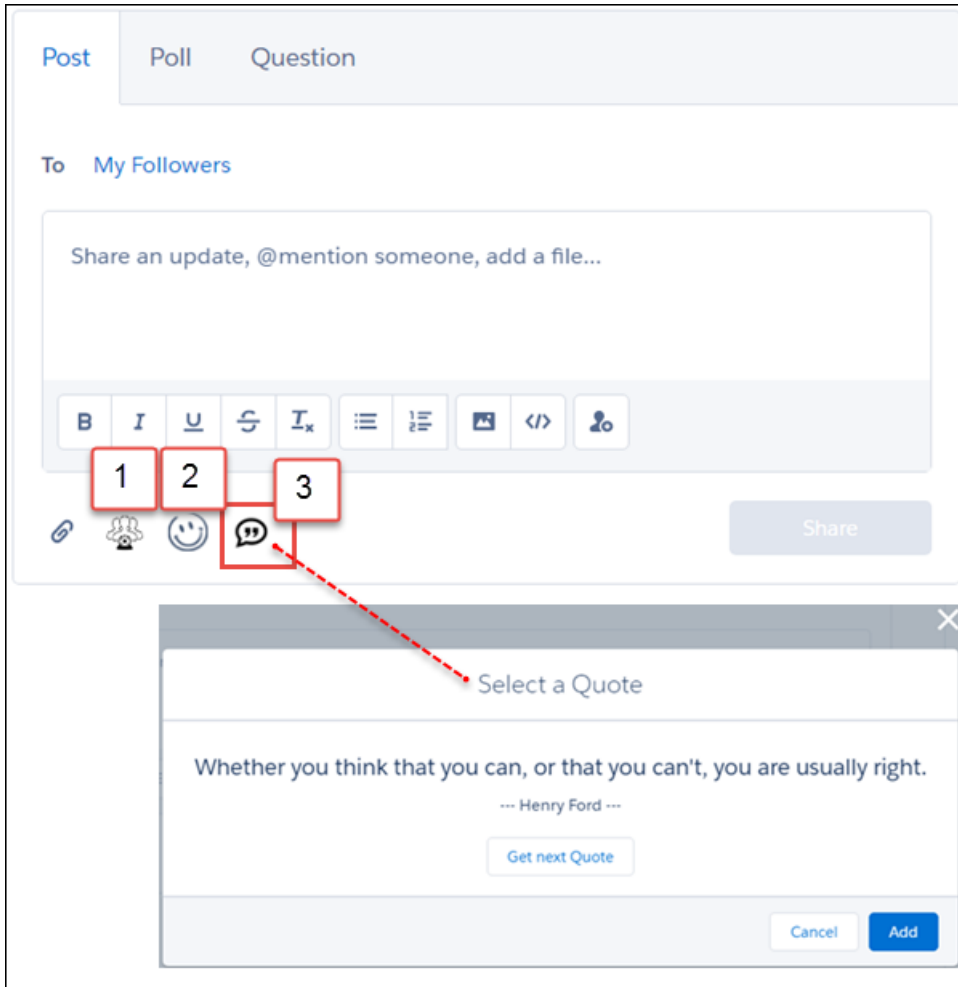 Post Poll Question
To My Followers
Share an update, @mention someone, add a file...
B I U S Tx </>
1 2 3
Share
Select a Quote
Whether you think that you can, or that you can't, you are usually right.
--- Henry Ford ---
Get next Quote
Cancel Add